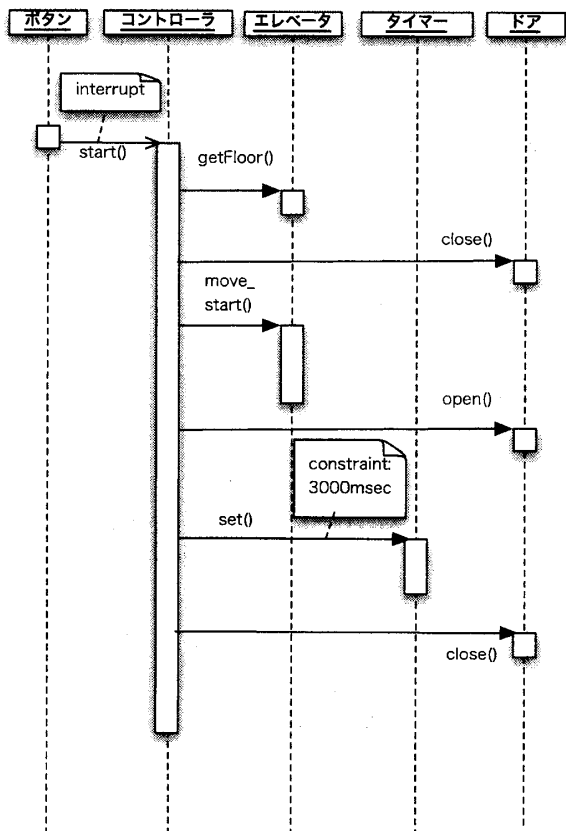 ボタン
コントローラ
エレベータ
タイマー
ドア
interrupt
start()
getFloor()
close()
move_
start()
open()
constraint:
3000msec
set()
close()